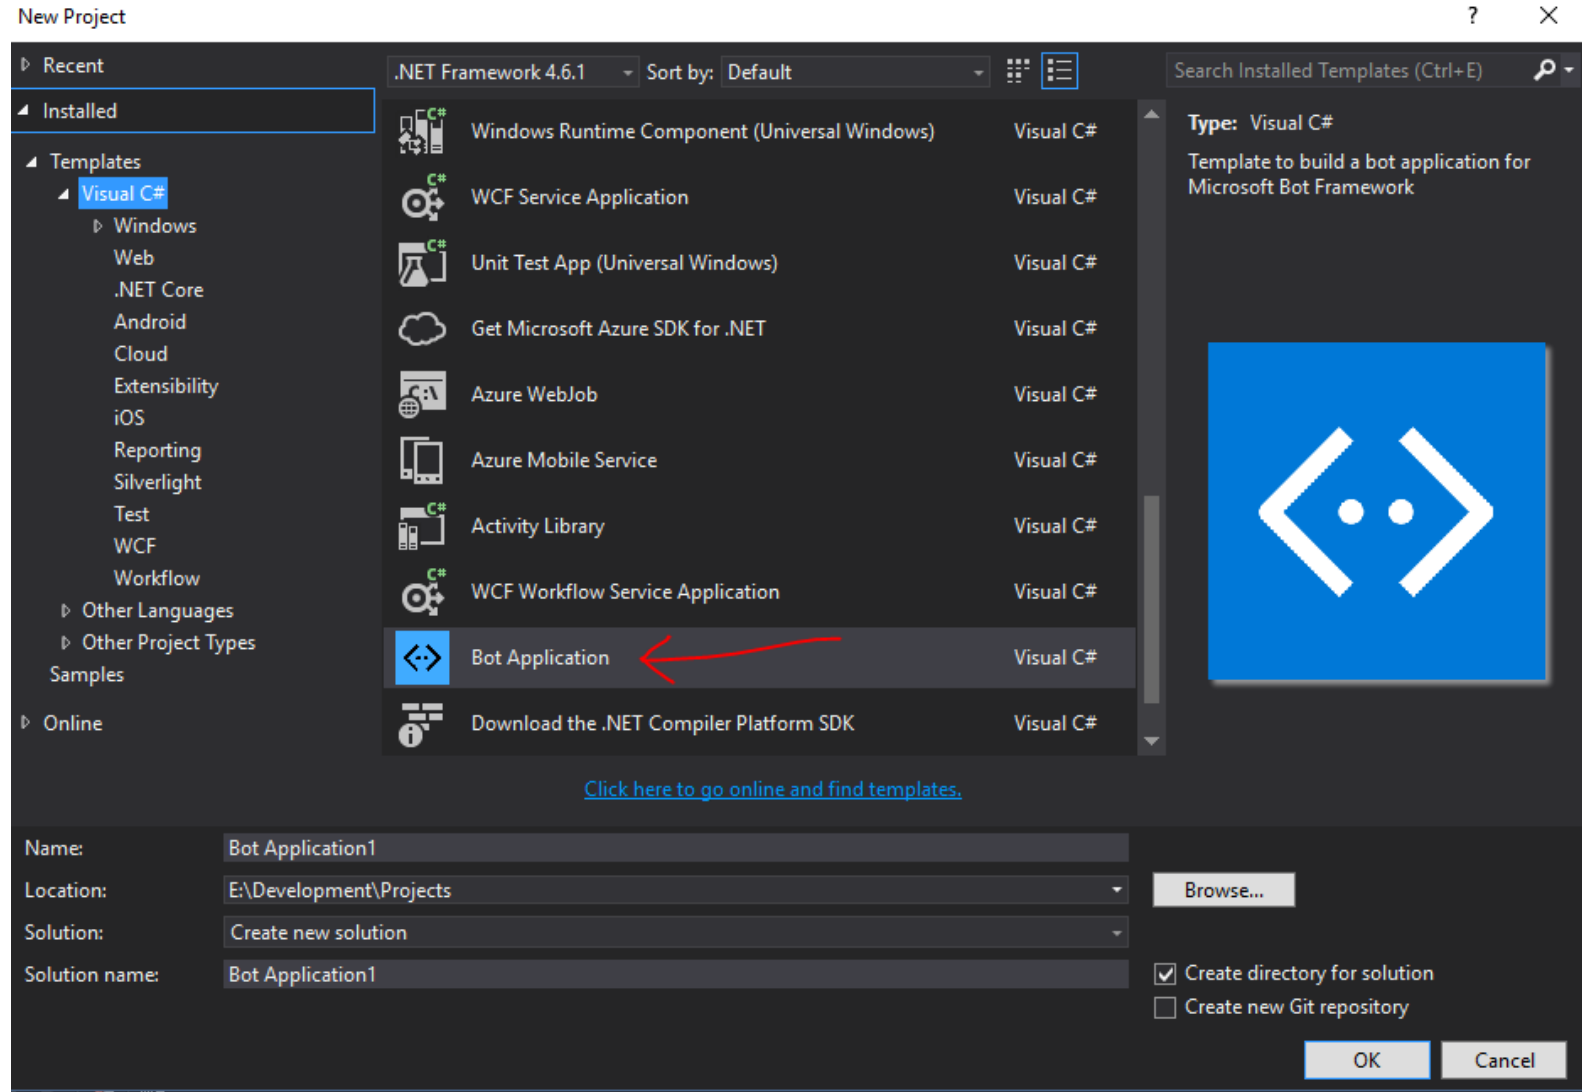 New Project
?
Recent
Installed
Templates
Visual C#
Windows
Web
.NET Core
Android
Cloud
Extensibility
iOS
Reporting
Silverlight
Test
WCF
Workflow
Other Languages
Other Project Types
Samples
Online
.NET Framework 4.6.1
Sort by: Default
Search Installed Templates (Ctrl+E)
Windows Runtime Component (Universal Windows) Visual C#
WCF Service Application Visual C#
Unit Test App (Universal Windows) Visual C#
Get Microsoft Azure SDK for .NET Visual C#
Azure WebJob Visual C#
Azure Mobile Service Visual C#
Activity Library Visual C#
WCF Workflow Service Application Visual C#
Bot Application Visual C#
Download the .NET Compiler Platform SDK Visual C#
Click here to go online and find templates.
Type: Visual C#
Template to build a bot application for
Microsoft Bot Framework
Name: Bot Application1
Location: E:\Development\Projects
Browse...
Solution: Create new solution
Solution name: Bot Application1
Create directory for solution
Create new Git repository
OK
Cancel